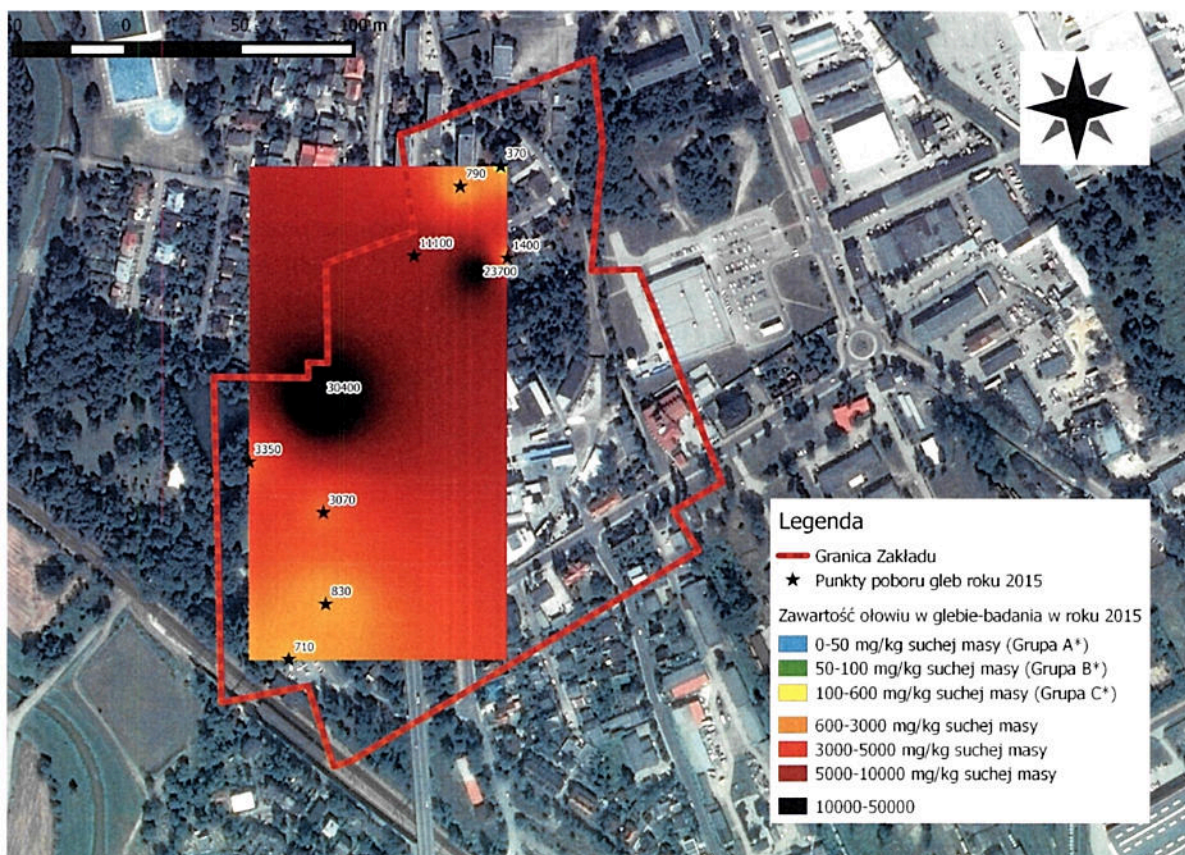 0 0 50 100 m
370
790
11100
1400
23700
30400
3350
3070
830
710
Legenda
Granica Zakładu
Punkty poboru gleb roku 2015
Zawartość ołowiu w glebie-badania w roku 2015
0-50 mg/kg suchej masy (Grupa A*)
50-100 mg/kg suchej masy (Grupa B*)
100-600 mg/kg suchej masy (Grupa C*)
600-3000 mg/kg suchej masy
3000-5000 mg/kg suchej masy
5000-10000 mg/kg suchej masy
10000-50000